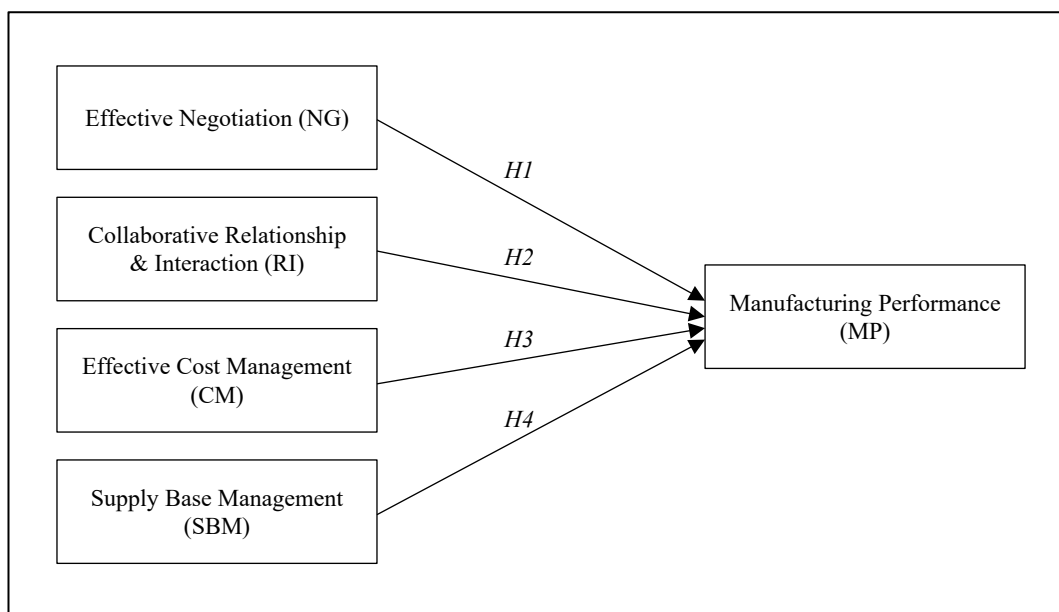 Effective Negotiation (NG)
H1
Collaborative Relationship
& Interaction (RI)
H2
Manufacturing Performance
(MP)
H3
Effective Cost Management
(CM)
H4
Supply Base Management
(SBM)